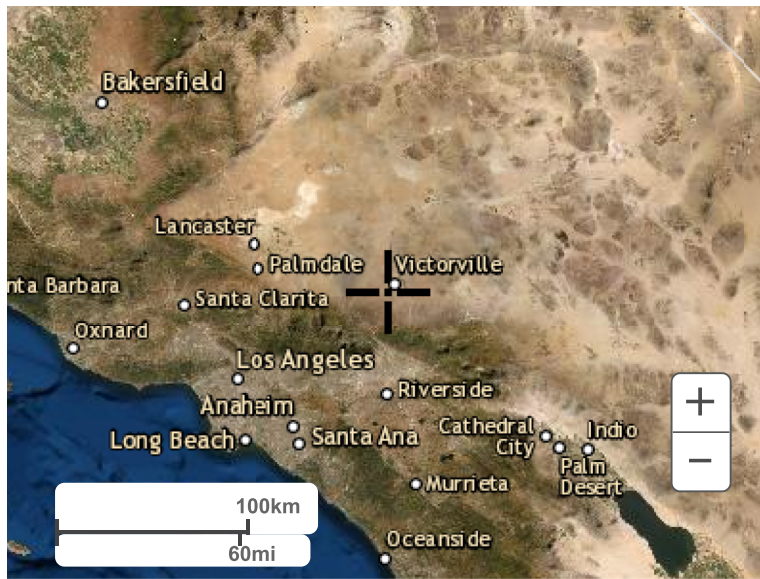 Bakersfield
Lancaster
Palmdale
Victorville
nta Barbara
Santa Clarita
Oxnard
Los Angeles
Riverside
Anaheim
Cathedral
City
Indio
Long Beach
Santa Ana
Palm
Desert
Murrieta
Oceanside
100km
60mi
+
−